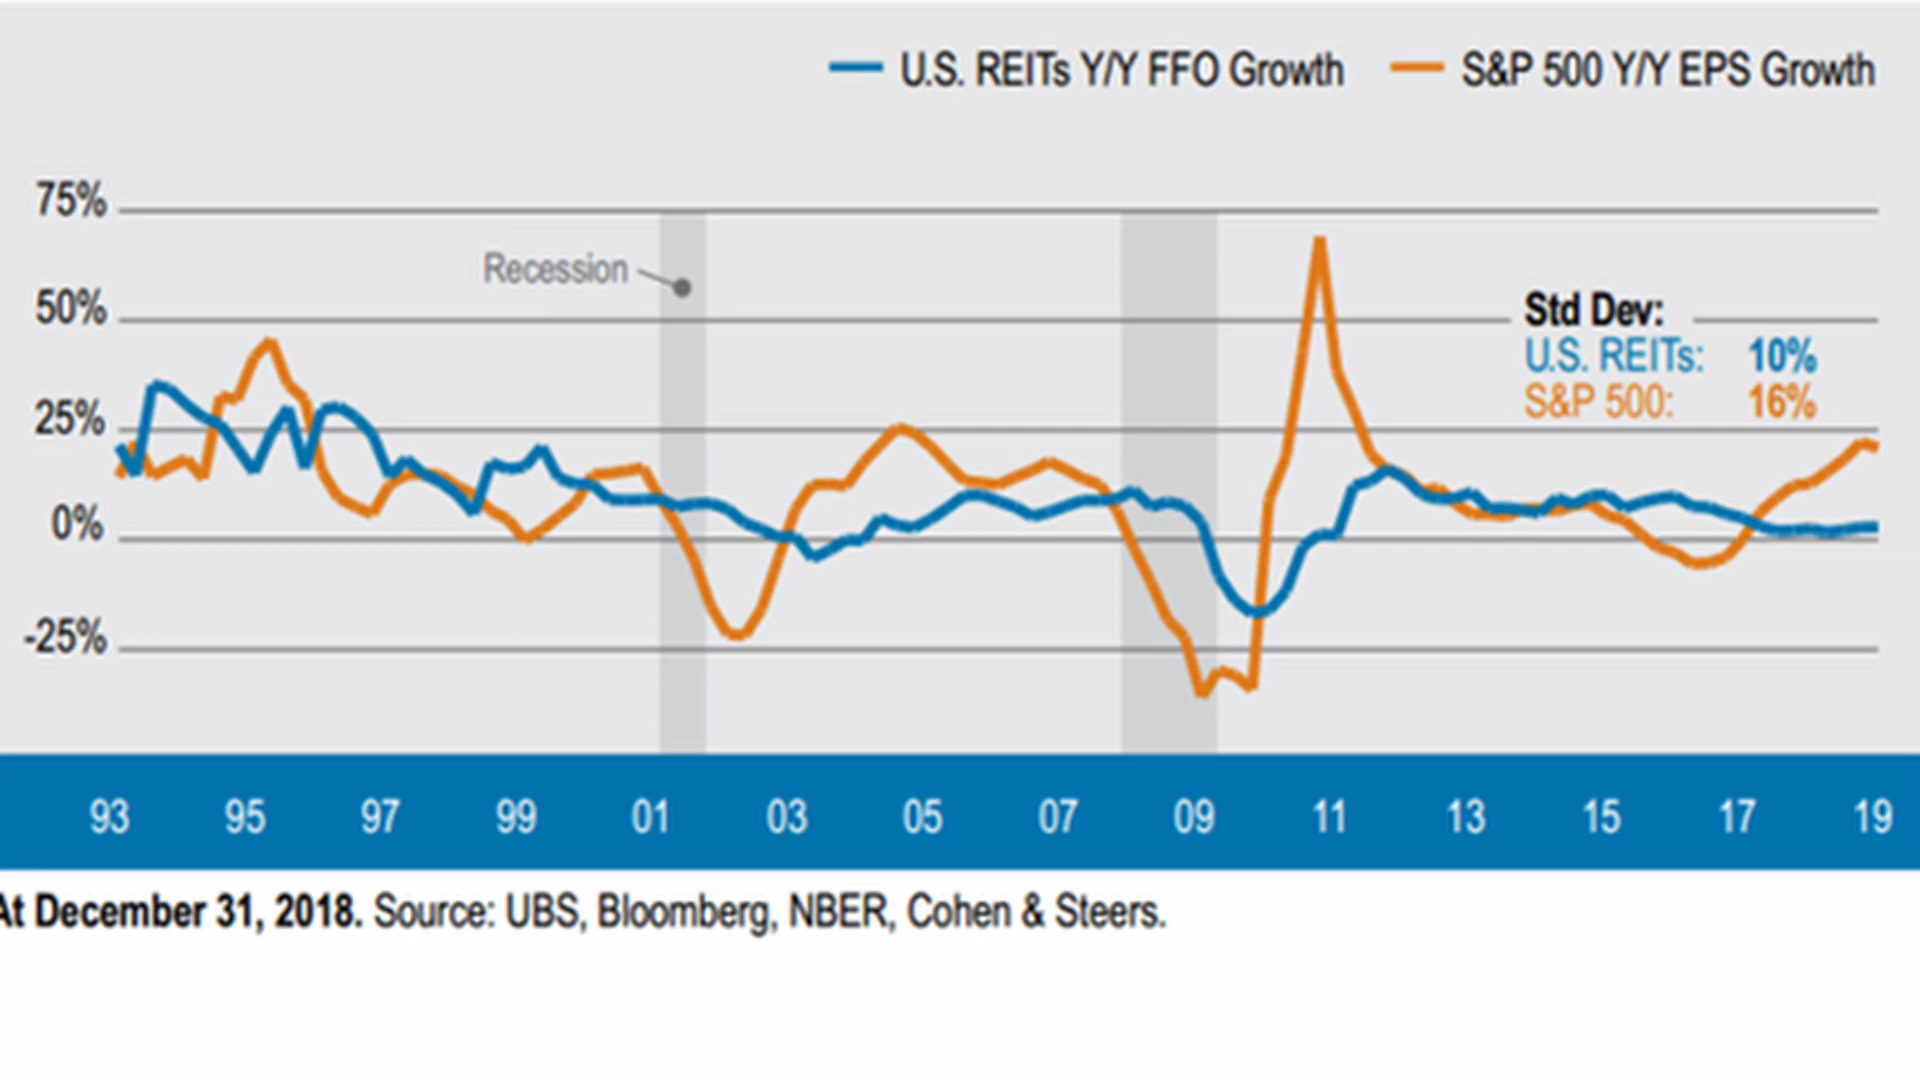 U.S. REITs Y/Y FFO Growth S&P 500 Y/Y EPS Growth
75%
Recession
50%
Std Dev:
U.S. REITs: 10%
S&P 500: 16%
25%
0%
-25%
93 95 97 99 01 03 05 07 09 11 13 15 17 19
At December 31, 2018. Source: UBS, Bloomberg, NBER, Cohen & Steers.